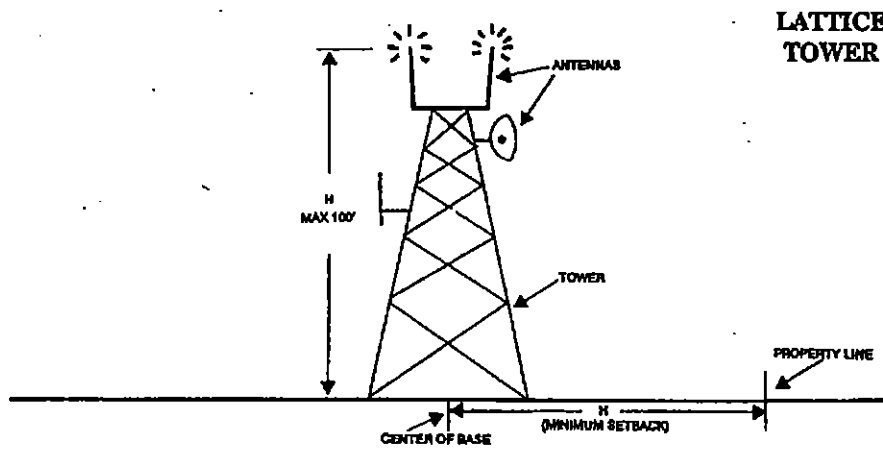 LATTICE
TOWER
ANTENNAS
H
MAX 100'
TOWER
PROPERTY LINE
H
(MINIMUM SETBACK)
CENTER OF BASE